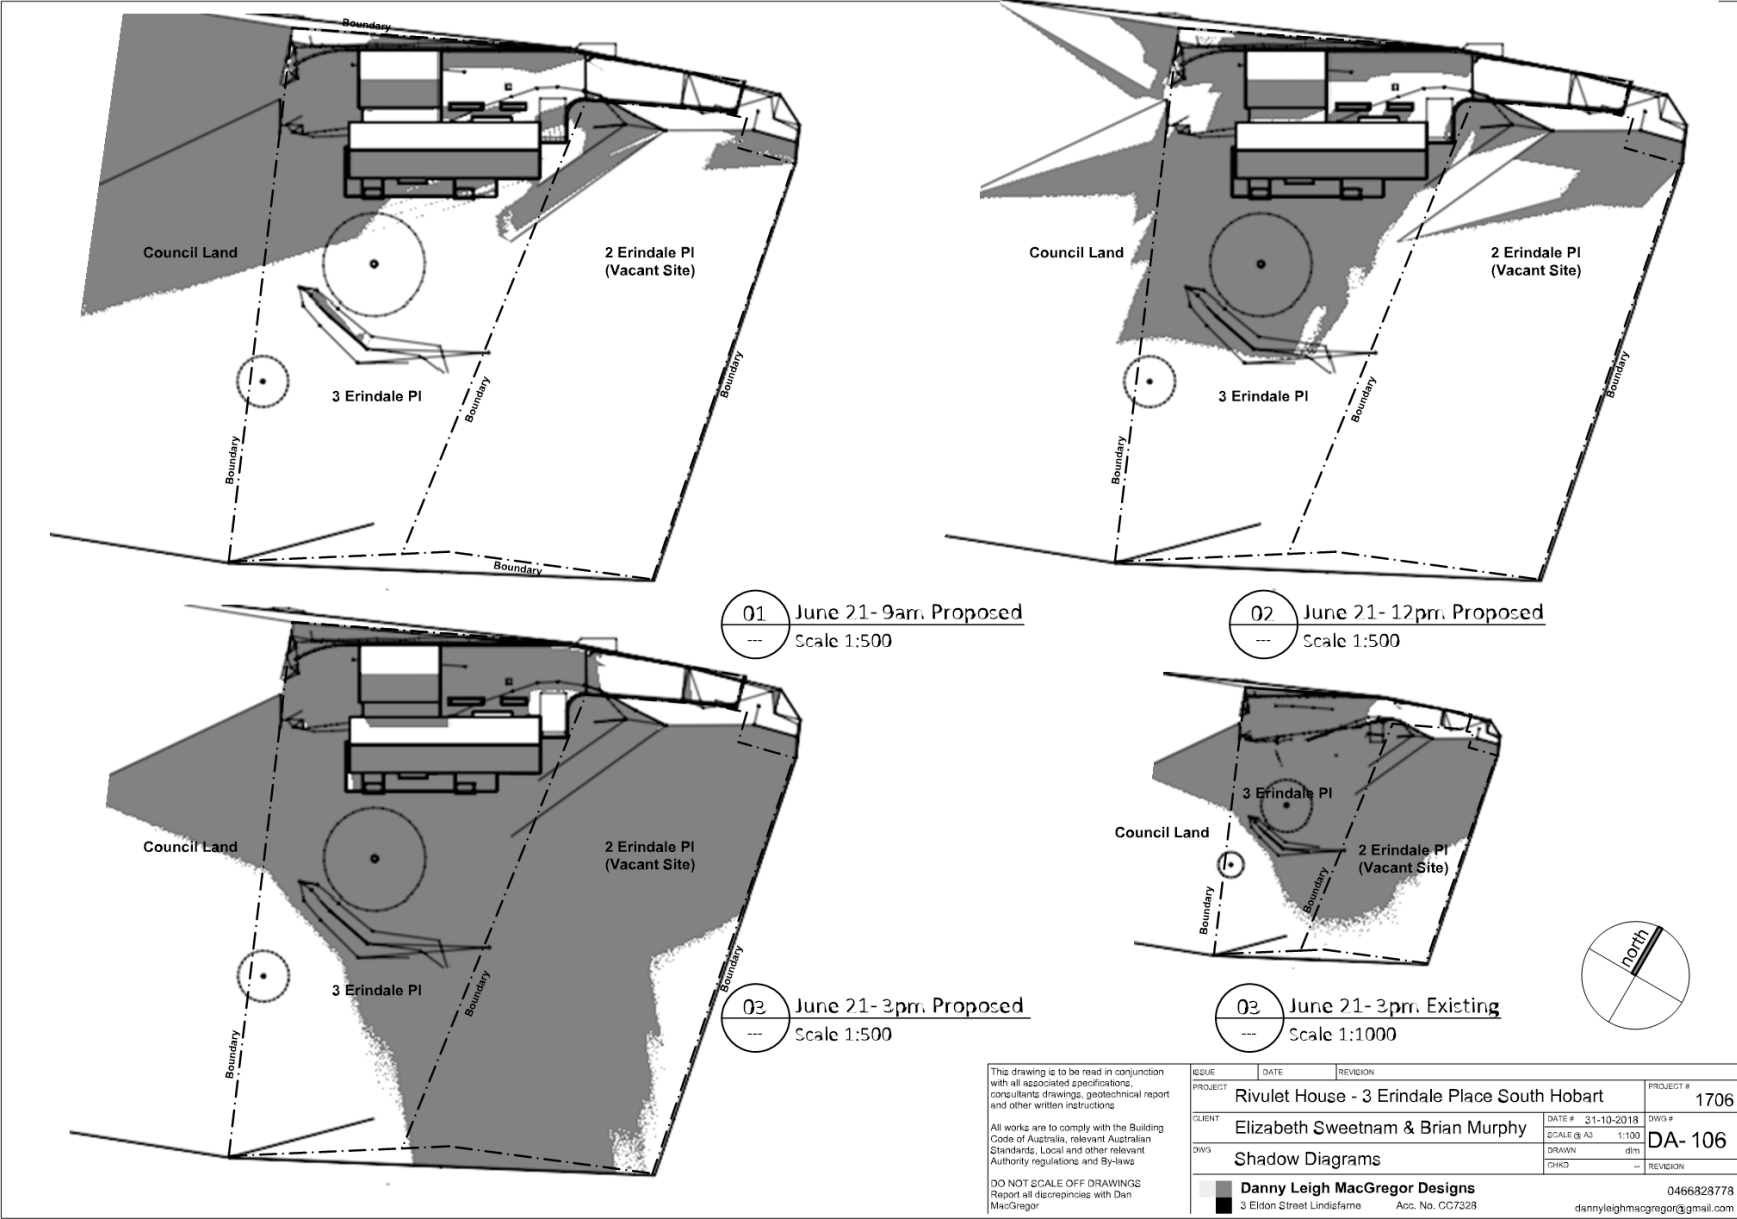 Boundary
Council Land
2 Erindale Pl
(Vacant Site)
3 Erindale Pl
Boundary
Boundary
Boundary
Boundary
01
---
June 21- 9am Proposed
Scale 1:500
Council Land
2 Erindale Pl
(Vacant Site)
3 Erindale Pl
Boundary
Boundary
Boundary
02
---
June 21- 12pm Proposed
Scale 1:500
Council Land
2 Erindale Pl
(Vacant Site)
3 Erindale Pl
Boundary
Boundary
Boundary
03
---
June 21- 3pm Proposed
Scale 1:500
3 Erindale Pl
Council Land
2 Erindale Pl
(Vacant Site)
Boundary
Boundary
03
---
June 21- 3pm Existing
Scale 1:1000
north
This drawing is to be read in conjunction
with all associated specifications,
consultants drawings, geotechnical report
and other written instructions
All works are to comply with the Building
Code of Australia, relevant Australian
Standards, Local and other relevant
Authority regulations and By-laws
DO NOT SCALE OFF DRAWINGS
Report all discrepincies with Dan
MacGregor
ISSUE DATE REVISION
PROJECT Rivulet House - 3 Erindale Place South Hobart
PROJECT # 1706
CLIENT Elizabeth Sweetnam & Brian Murphy
DATE # 31-10-2018
SCALE @ A3 1:100
DRAWN dlm
CHKD --
DWG # DA- 106
REVISION
DWG Shadow Diagrams
Danny Leigh MacGregor Designs
3 Eldon Street Lindisfarne Acc. No. CC7328
0466828778
dannyleighmacgregor@gmail.com